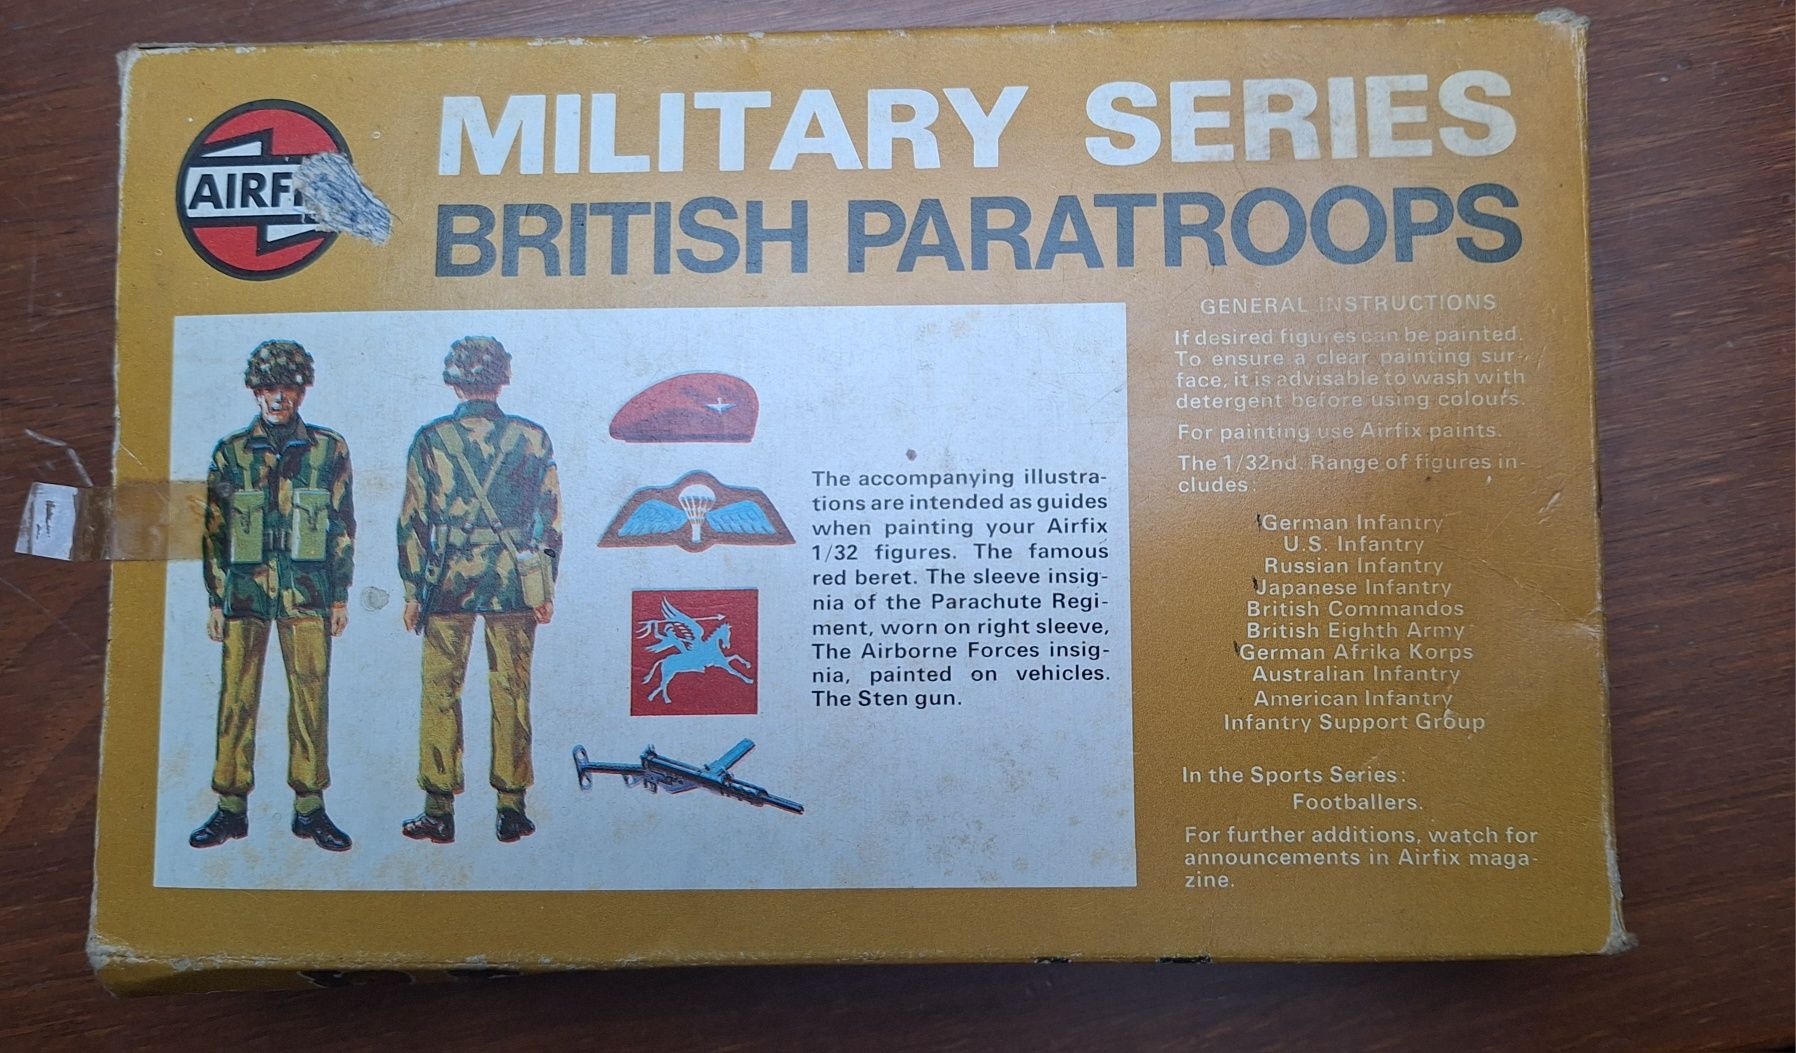 AIRF
MILITARY SERIES
BRITISH PARATROOPS
The accompanying illustra-
tions are intended as guides
when painting your Airfix
1/32 figures. The famous
red beret. The sleeve insig-
nia of the Parachute Regi-
ment, worn on right sleeve,
The Airborne Forces insig-
nia, painted on vehicles.
The Sten gun.
GENERAL INSTRUCTIONS
If desired figures can be painted.
To ensure a clear painting sur-
face, it is advisable to wash with
detergent before using colours.
For painting use Airfix paints.
The 1/32nd. Range of figures in-
cludes:
German Infantry
U.S. Infantry
Russian Infantry
Japanese Infantry
British Commandos
British Eighth Army
German Afrika Korps
Australian Infantry
American Infantry
Infantry Support Group
In the Sports Series:
Footballers.
For further additions, watch for
announcements in Airfix maga-
zine.